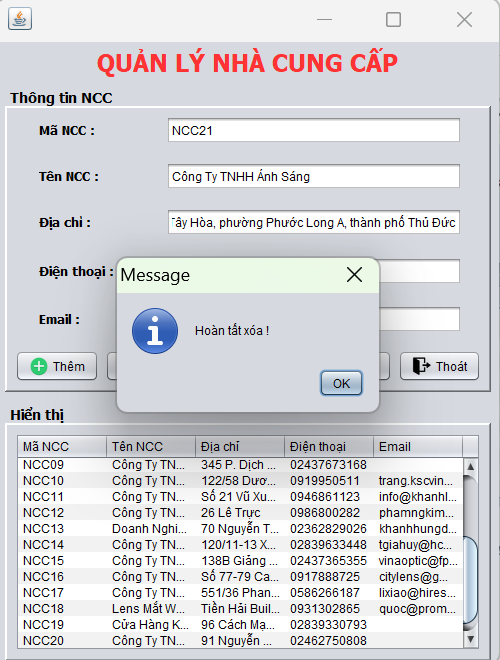 QUẢN LÝ NHÀ CUNG CẤP
Thông tin NCC
Mã NCC : NCC21
Tên NCC : Công Ty TNHH Ánh Sáng
Địa chỉ : Tây Hòa, phường Phước Long A, thành phố Thủ Đức
Điện thoại :
Email :
Message
Hoàn tất xóa !
OK
Thêm Thoát
Hiển thị
Mã NCC Tên NCC Địa chỉ Điện thoại Email
NCC09 Công Ty TN... 345 P. Dịch ... 02437673168
NCC10 Công Ty TN... 122/58 Dươ... 0919950511 trang.kscvin...
NCC11 Công Ty TN... Số 21 Vũ Xu... 0946861123 info@khanhl...
NCC12 Công Ty TN... 26 Lê Trực 0986800282 phamngkim...
NCC13 Doanh Nghi... 70 Nguyễn T... 02362829026 khanhhungd...
NCC14 Công Ty TN... 120/11-13 X... 02839633448 tgiahuy@hc...
NCC15 Công Ty TN... 138B Giảng ... 02437365355 vinaoptic@fp...
NCC16 Công Ty TN... Số 77-79 Ca... 0917888725 citylens@g...
NCC17 Công Ty TN... 551/36 Phan... 0586266187 lixiao@hires...
NCC18 Lens Mắt W... Tiền Hải Buil... 0931302865 quoc@prom...
NCC19 Cửa Hàng K... 96 Cách Mạ... 02839330793
NCC20 Công Ty TN... 91 Nguyễn ... 02462750808